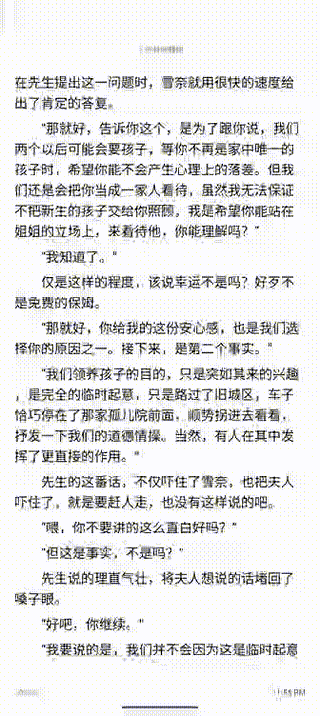 在先生提出这一问题时，雪奈就用很快的速度给
出了肯定的答复。
“那就好，告诉你这个，是为了跟你说，我们
两个以后可能会要孩子，等你不再是家中唯一的
孩子时，希望你能不会产生心理上的落差。但我
们还是会把你当成一家人看待，虽然我无法保证
不把新生的孩子交给你照顾。我是希望你能站在
姐姐的立场上，来看待他，你能理解吗？”
“我知道了。”
仅是这样的程度，该说幸运不是吗？好歹不
是免费的保姆。
“那就好，你给我的这份安心感，也是我们选
择你的原因之一。接下来，是第二个事实。”
“我们领养孩子的目的，只是突如其来的兴趣
，是完全的临时起意，只是路过了旧城区，车子
恰巧停在了那家孤儿院前面，顺势拐进去看看，
抒发一下我们的道德情操。当然，有人在其中发
挥了更直接的作用。”
先生的这番话，不仅吓住了雪奈，也把夫人
吓住了，就是要赶人走，也没有这样说的吧。
“喂，你不要讲的这么直白好吗？”
“但这是事实，不是吗？”
先生说的理直气壮，将夫人想说的话堵回了
嗓子眼。
“好吧，你继续。”
“我要说的是，我们并不会因为这是临时起意